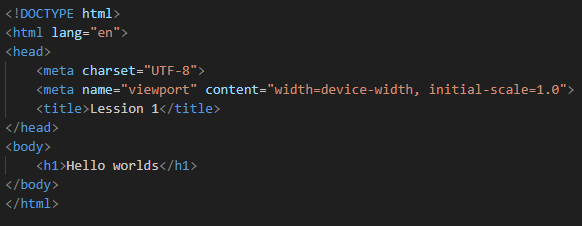 <!DOCTYPE html>
<html lang="en">
<head>
    <meta charset="UTF-8">
    <meta name="viewport" content="width=device-width, initial-scale=1.0">
    <title>Lession 1</title>
</head>
<body>
    <h1>Hello worlds</h1>
</body>
</html>